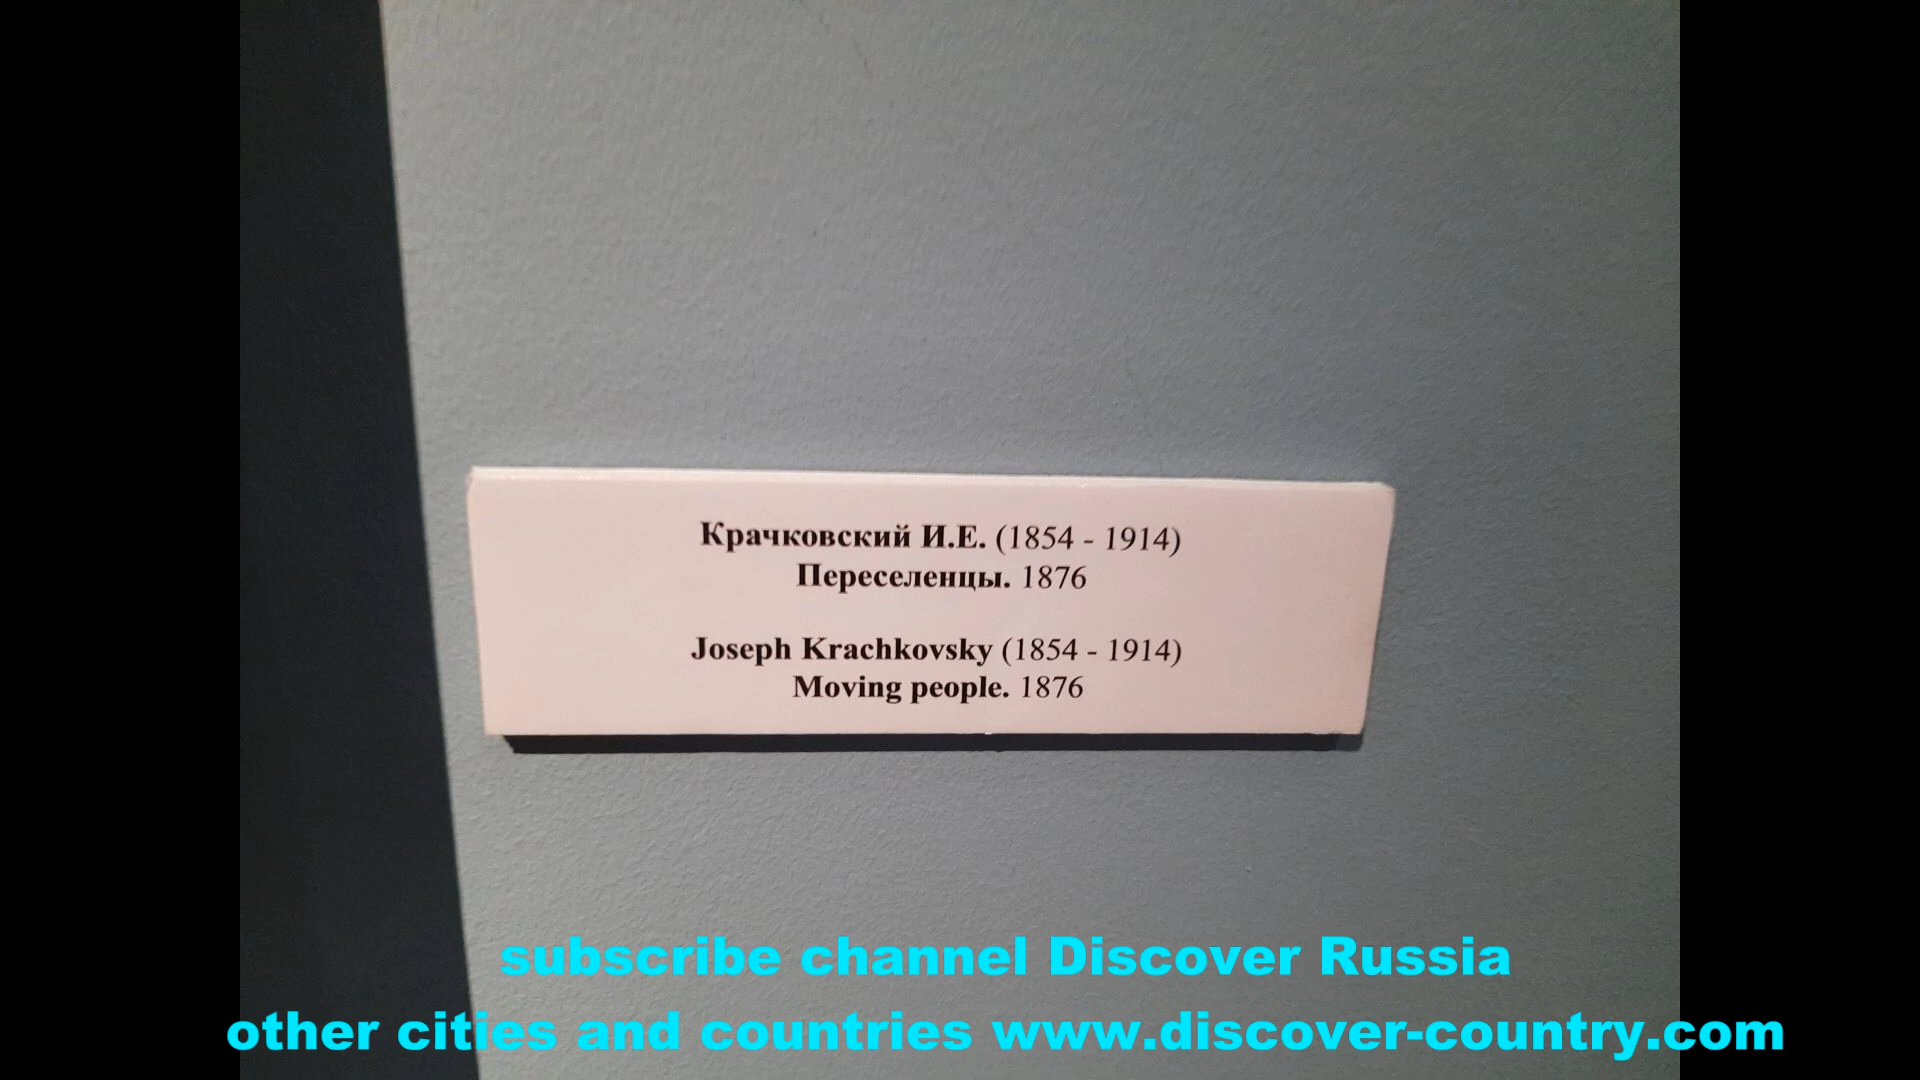 Крачковский И.Е. (1854 - 1914)
Переселенцы. 1876
Joseph Krachkovsky (1854 - 1914)
Moving people. 1876
subscribe channel Discover Russia
other cities and countries www.discover-country.com